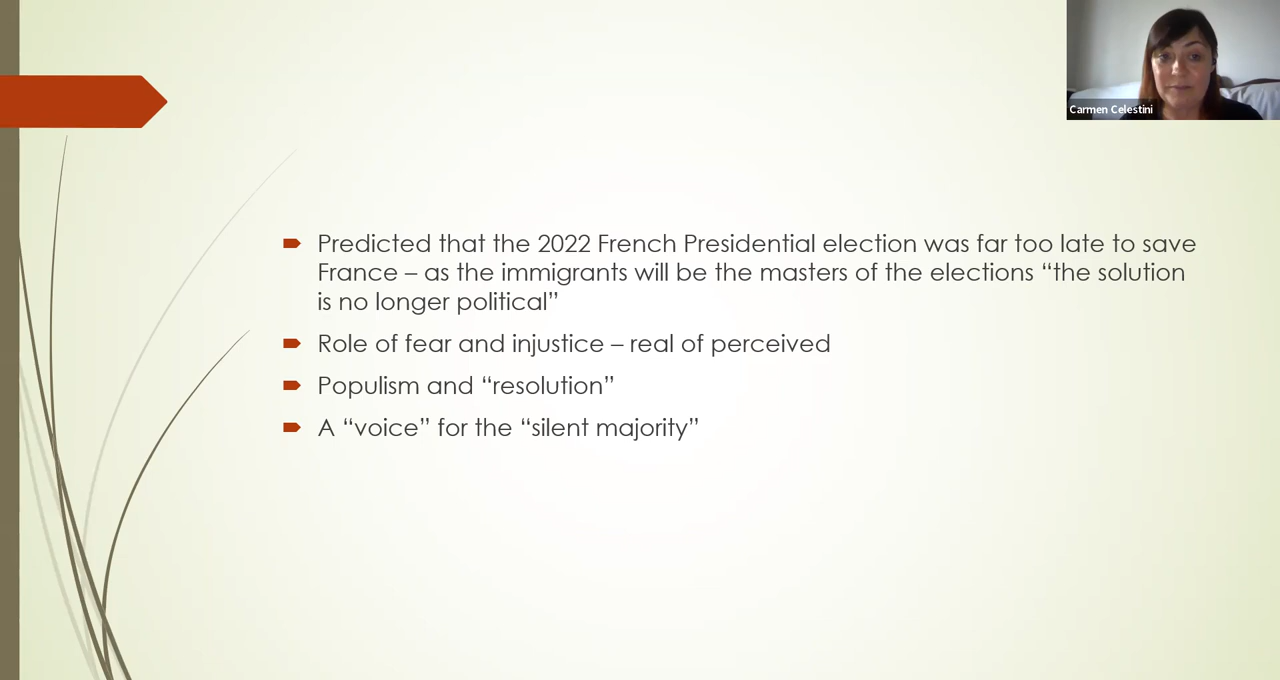 Carmen Celestini
Predicted that the 2022 French Presidential election was far too late to save
France – as the immigrants will be the masters of the elections “the solution
is no longer political”
Role of fear and injustice – real of perceived
Populism and “resolution”
A “voice” for the “silent majority”